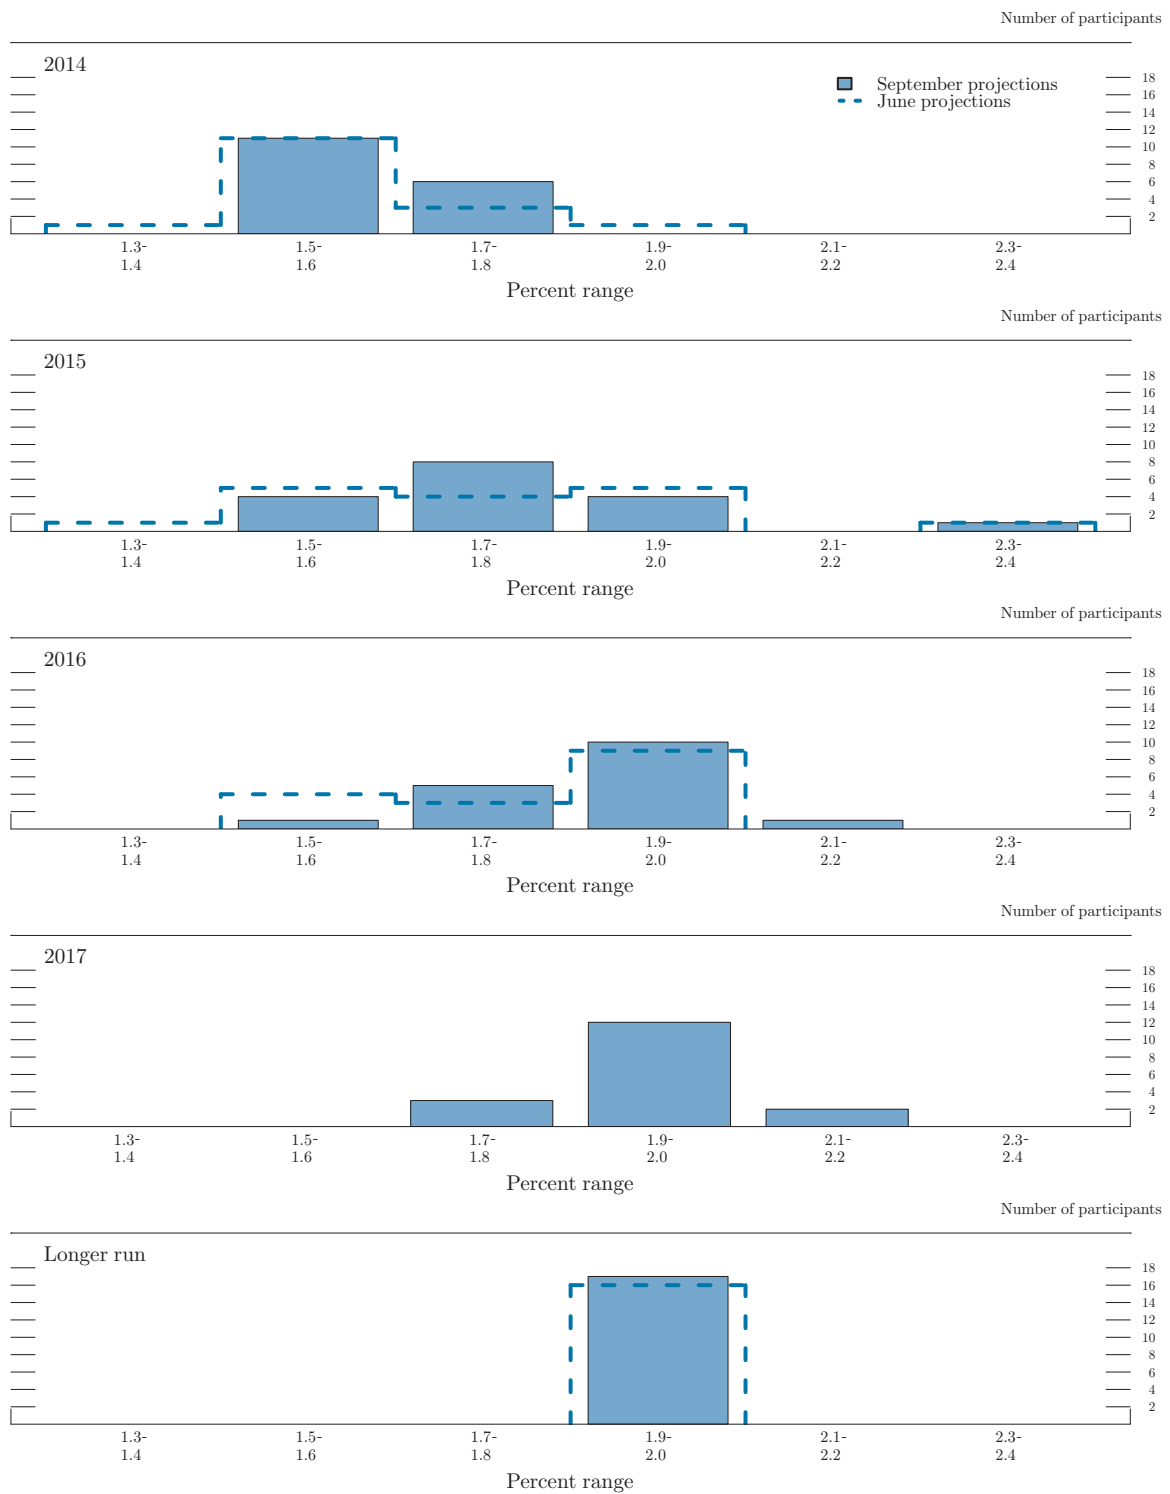 Number of participants
2014
September projections
June projections
18
16
14
12
10
8
6
4
2
1.3- 1.5- 1.7- 1.9- 2.1- 2.3-
1.4 1.6 1.8 2.0 2.2 2.4
Percent range
Number of participants
2015
18
16
14
12
10
8
6
4
2
1.3- 1.5- 1.7- 1.9- 2.1- 2.3-
1.4 1.6 1.8 2.0 2.2 2.4
Percent range
Number of participants
2016
18
16
14
12
10
8
6
4
2
1.3- 1.5- 1.7- 1.9- 2.1- 2.3-
1.4 1.6 1.8 2.0 2.2 2.4
Percent range
Number of participants
2017
18
16
14
12
10
8
6
4
2
1.3- 1.5- 1.7- 1.9- 2.1- 2.3-
1.4 1.6 1.8 2.0 2.2 2.4
Percent range
Number of participants
Longer run
18
16
14
12
10
8
6
4
2
1.3- 1.5- 1.7- 1.9- 2.1- 2.3-
1.4 1.6 1.8 2.0 2.2 2.4
Percent range